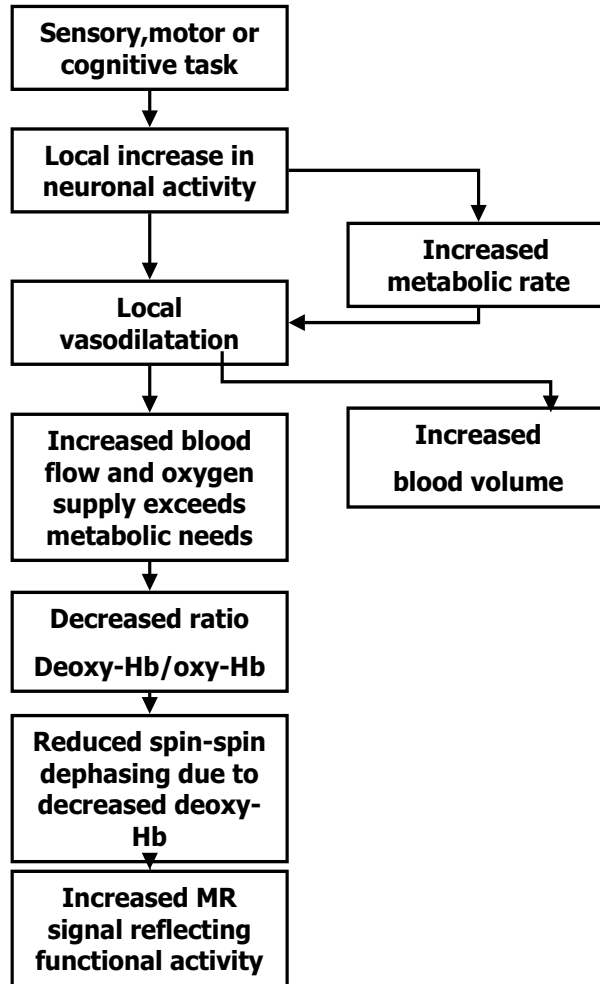 Sensory,motor or
cognitive task
Local increase in
neuronal activity
Increased
metabolic rate
Local
vasodilatation
Increased blood
flow and oxygen
supply exceeds
metabolic needs
Increased
blood volume
Decreased ratio
Deoxy-Hb/oxy-Hb
Reduced spin-spin
dephasing due to
decreased deoxy-
Hb
Increased MR
signal reflecting
functional activity